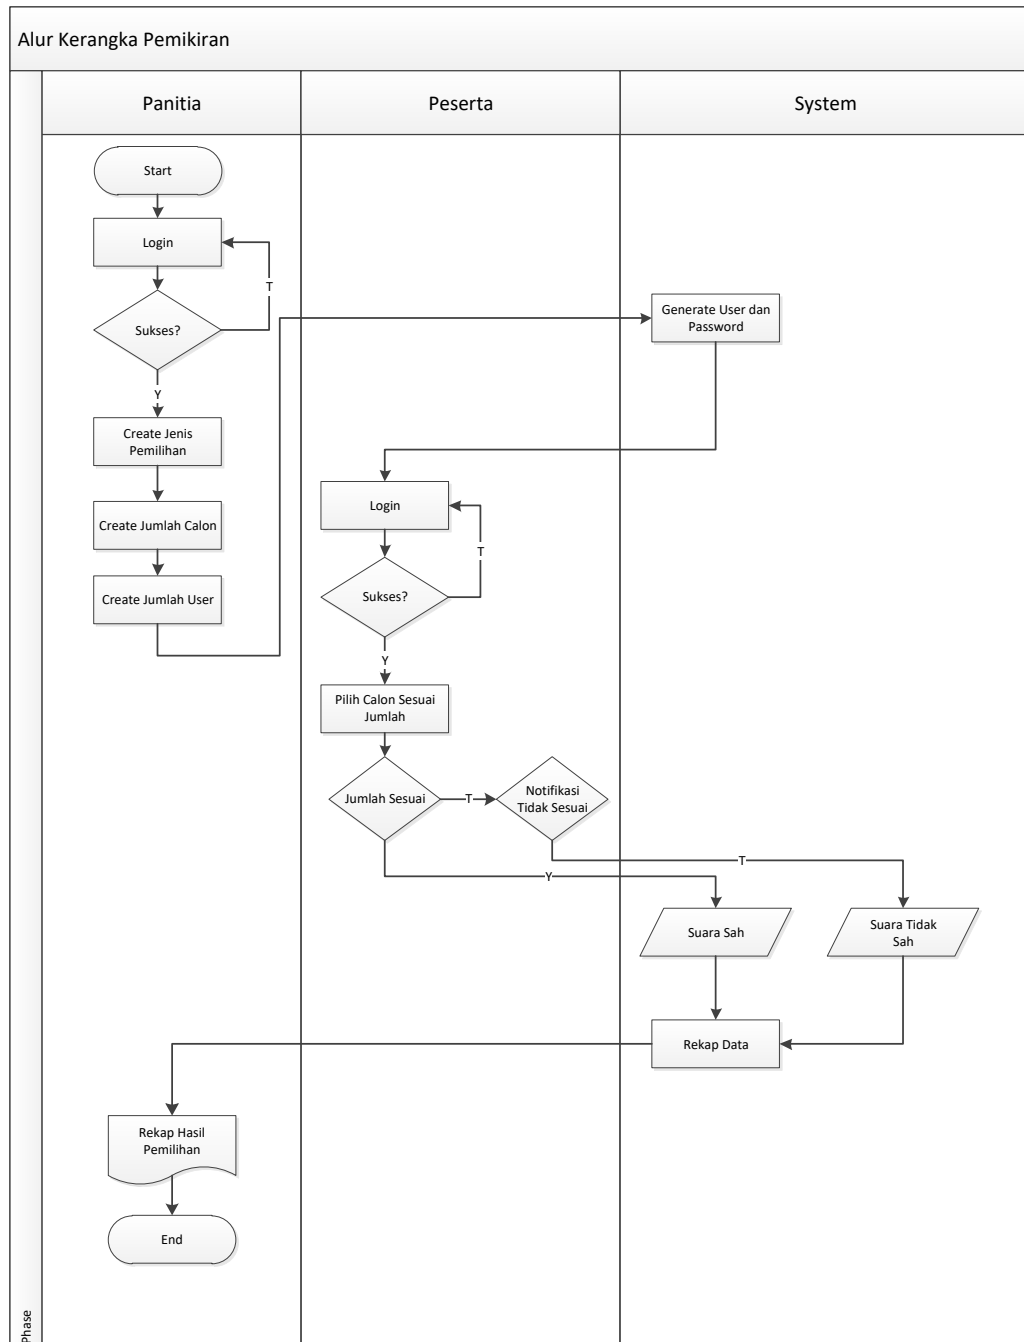 Alur Kerangka Pemikiran
Panitia
Peserta
System
Start
Login
T
Sukses?
Generate User dan
Password
Y
Create Jenis
Pemilihan
Create Jumlah Calon
Create Jumlah User
Login
T
Sukses?
Y
Pilih Calon Sesuai
Jumlah
Jumlah Sesuai
T
Notifikasi
Tidak Sesuai
T
Y
Suara Sah
Suara Tidak
Sah
Rekap Data
Rekap Hasil
Pemilihan
End
Phase